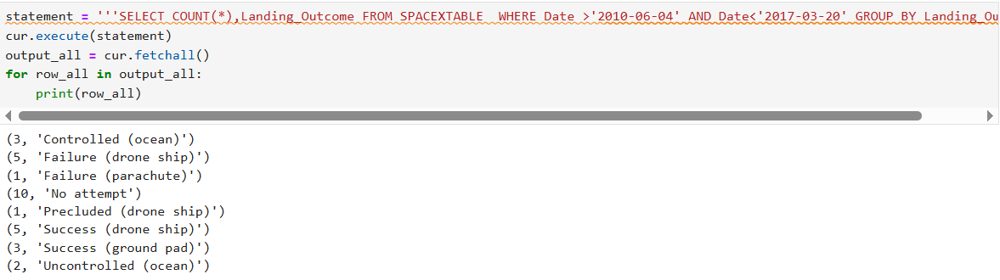 statement = '''SELECT COUNT(*),Landing_Outcome FROM SPACEXTABLE  WHERE Date >'2010-06-04' AND Date<'2017-03-20' GROUP BY Landing_Ou
cur.execute(statement)
output_all = cur.fetchall()
for row_all in output_all:
    print(row_all)
(3, 'Controlled (ocean)')
(5, 'Failure (drone ship)')
(1, 'Failure (parachute)')
(10, 'No attempt')
(1, 'Precluded (drone ship)')
(5, 'Success (drone ship)')
(3, 'Success (ground pad)')
(2, 'Uncontrolled (ocean)')